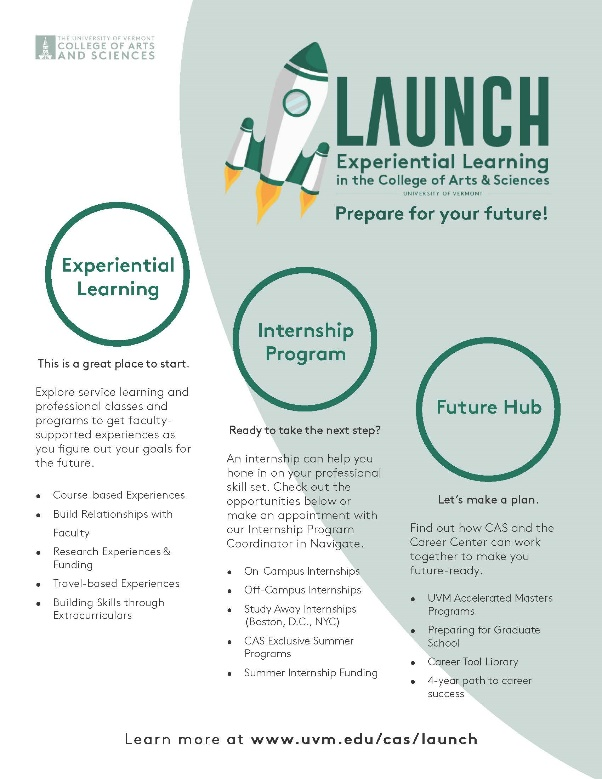 THE UNIVERSITY OF VERMONT
COLLEGE OF ARTS
AND SCIENCES
LAUNCH
Experiential Learning
in the College of Arts & Sciences
UNIVERSITY OF VERMONT
Prepare for your future!
Experiential
Learning
This is a great place to start.
Explore service learning and
professional classes and
programs to get faculty-
supported experiences as
you figure out your goals for
the future.
• Course-based Experiences
• Build Relationships with
Faculty
• Research Experiences &
Funding
• Travel-based Experiences
• Building Skills through
Extracurriculars
Internship
Program
Ready to take the next step?
An internship can help you
hone in on your professional
skill set. Check out the
opportunities below or
make an appointment with
our Internship Program
Coordinator in Navigate.
• On-Campus Internships
• Off-Campus Internships
• Study Away Internships
(Boston, D.C., NYC)
• CAS Exclusive Summer
Programs
• Summer Internship Funding
Future Hub
Let's make a plan.
Find out how CAS and the
Career Center can work
together to make you
future-ready.
• UVM Accelerated Masters
Programs
• Preparing for Graduate
School
• Career Tool Library
• 4-year path to career
success
Learn more at www.uvm.edu/cas/launch